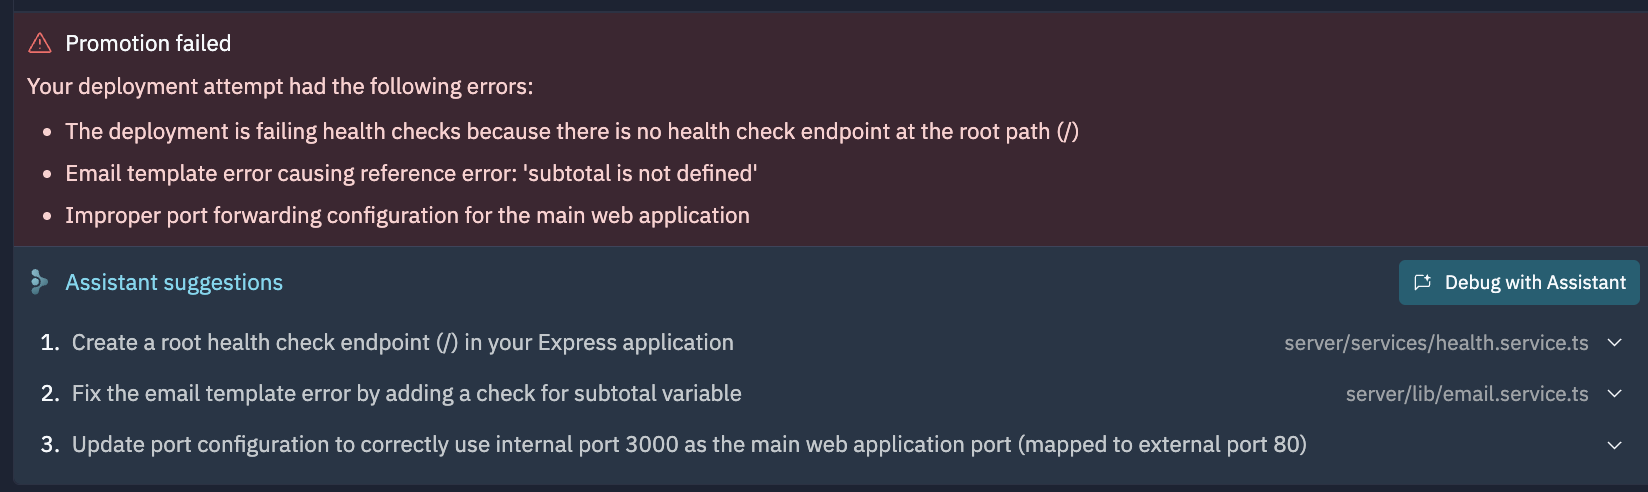 Promotion failed
Your deployment attempt had the following errors:
• The deployment is failing health checks because there is no health check endpoint at the root path (/)
• Email template error causing reference error: 'subtotal is not defined'
• Improper port forwarding configuration for the main web application
Assistant suggestions
Debug with Assistant
1. Create a root health check endpoint (/) in your Express application server/services/health.service.ts
2. Fix the email template error by adding a check for subtotal variable server/lib/email.service.ts
3. Update port configuration to correctly use internal port 3000 as the main web application port (mapped to external port 80)